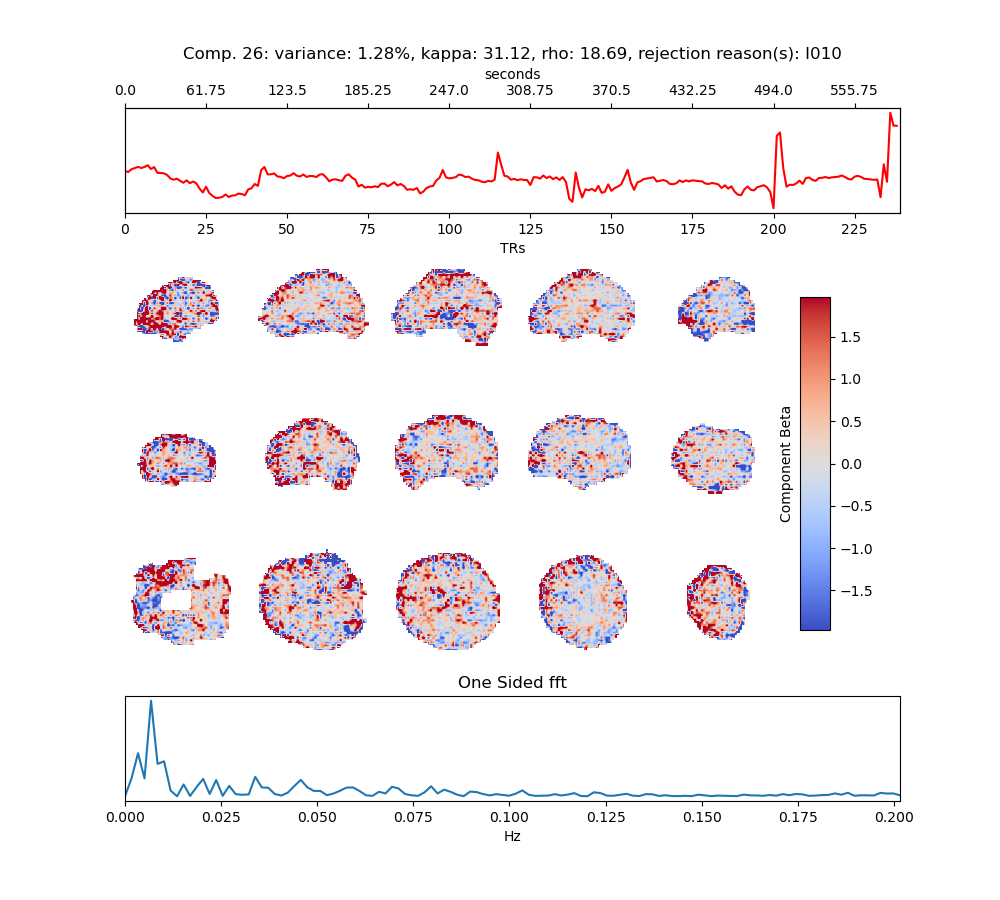 Comp. 26: variance: 1.28%, kappa: 31.12, rho: 18.69, rejection reason(s): I010
seconds
0.0 61.75 123.5 185.25 247.0 308.75 370.5 432.25 494.0 555.75
0 25 50 75 100 125 150 175 200 225
TRs
1.5
1.0
0.5
0.0
−0.5
−1.0
−1.5
Component Beta
One Sided fft
0.000 0.025 0.050 0.075 0.100 0.125 0.150 0.175 0.200
Hz